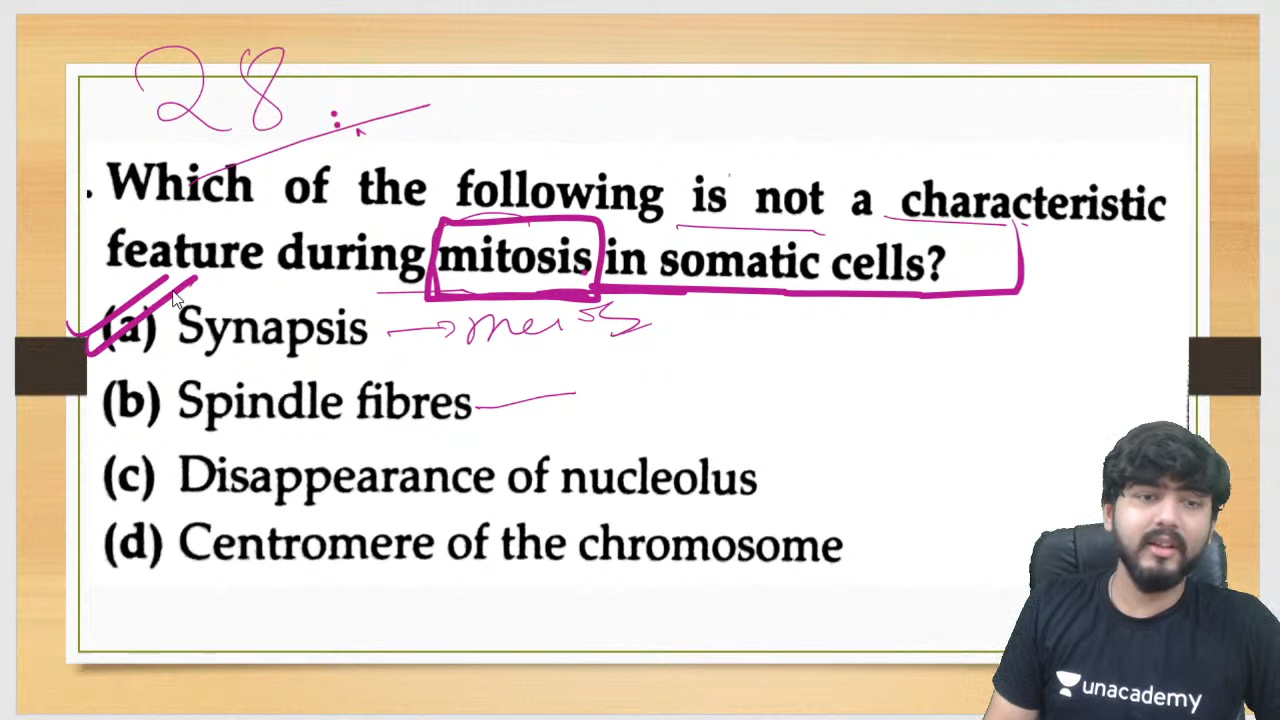 28 :
. Which of the following is not a characteristic
feature during mitosis in somatic cells?
(a) Synapsis → meiosis
(b) Spindle fibres
(c) Disappearance of nucleolus
(d) Centromere of the chromosome
unacademy